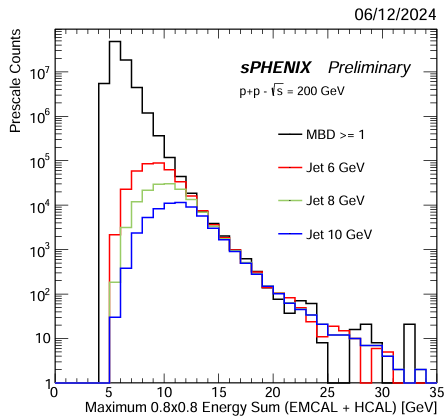 06/12/2024
Prescale Counts
sPHENIX Preliminary
p+p - √s = 200 GeV
MBD >= 1
Jet 6 GeV
Jet 8 GeV
Jet 10 GeV
10⁷
10⁶
10⁵
10⁴
10³
10²
10
1
0 5 10 15 20 25 30 35
Maximum 0.8x0.8 Energy Sum (EMCAL + HCAL) [GeV]